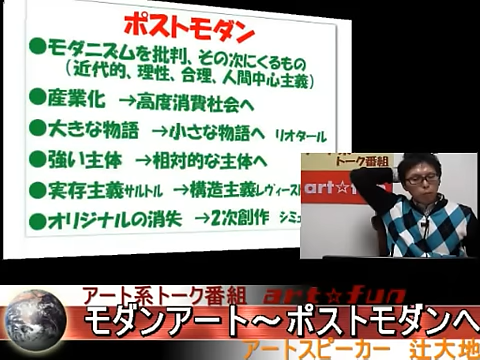 ポストモダン
●モダニズムを批判、その次にくるもの
（近代的、理性、合理、人間中心主義）
●産業化 →高度消費社会へ
●大きな物語 →小さな物語へ リオタール
●強い主体 →相対的な主体へ
●実存主義サルトル →構造主義レヴィース
●オリジナルの消失 →2次創作 シミュ
トーク番組
art☆fun
アート系トーク番組 art☆fun
モダンアート～ポストモダンへ
アートスピーカー 辻大地